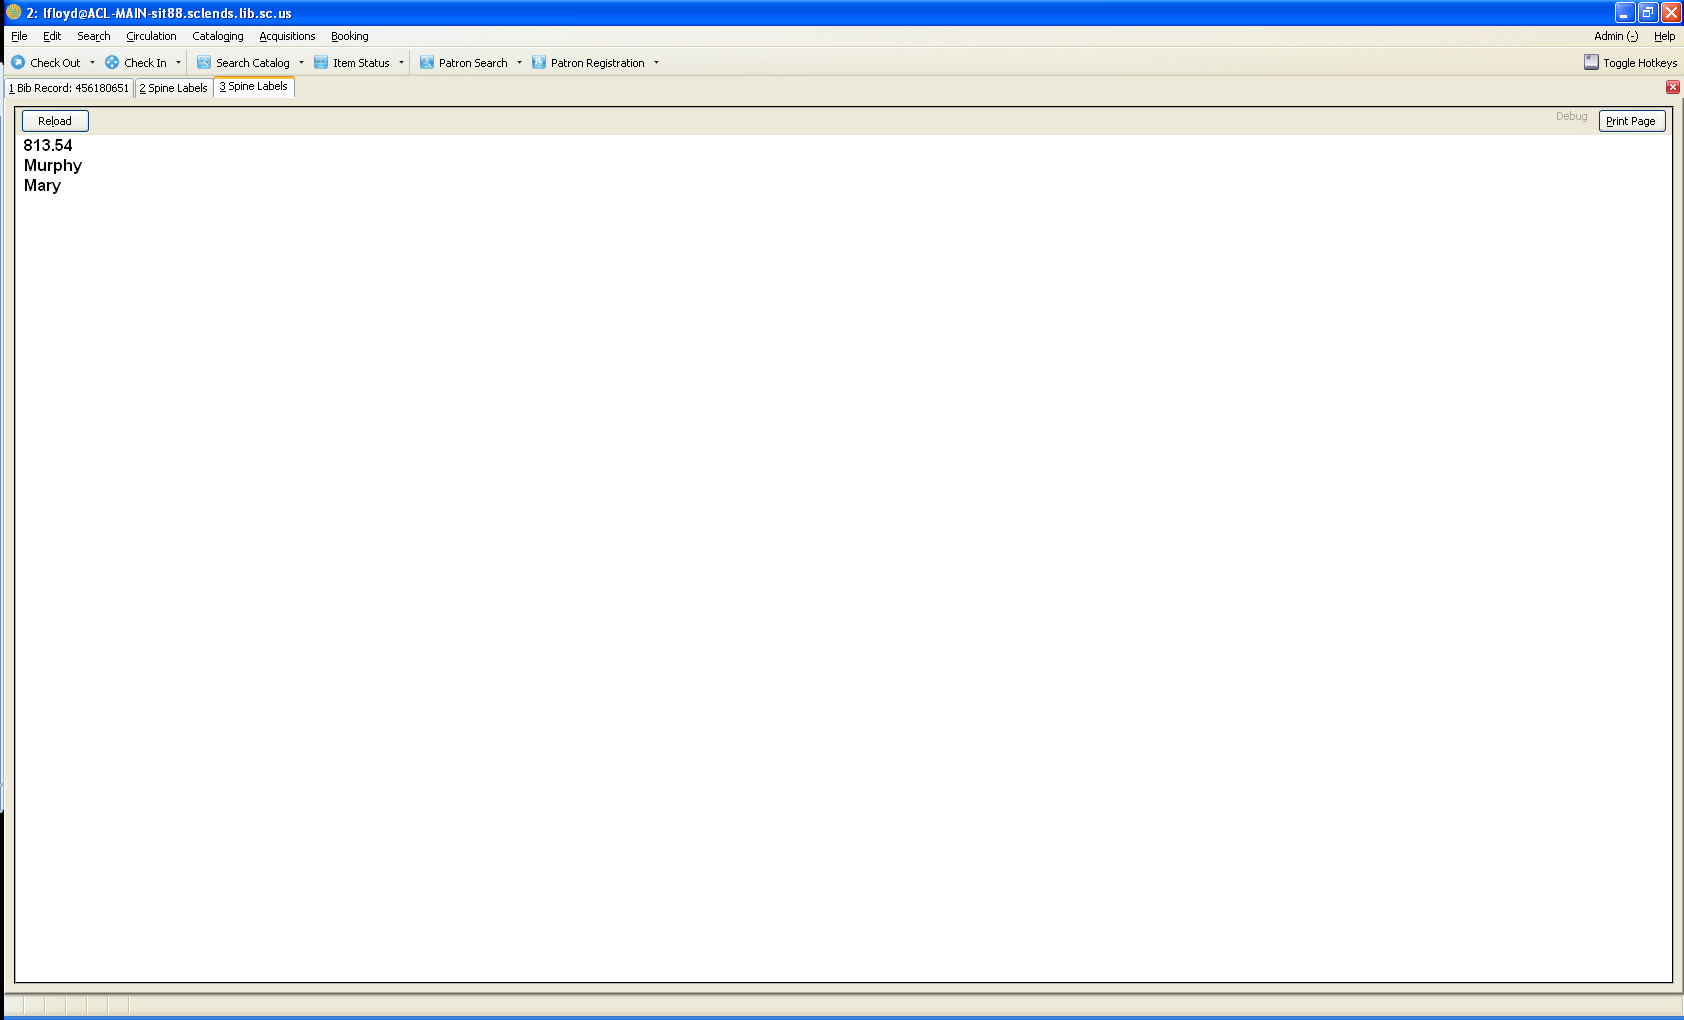 2: lfloyd@ACL-MAIN-sit88.sclends.lib.sc.us
File Edit Search Circulation Cataloging Acquisitions Booking Admin (-) Help
Check Out Check In Search Catalog Item Status Patron Search Patron Registration Toggle Hotkeys
1 Bib Record: 456180651 2 Spine Labels 3 Spine Labels
Reload Debug Print Page
813.54
Murphy
Mary